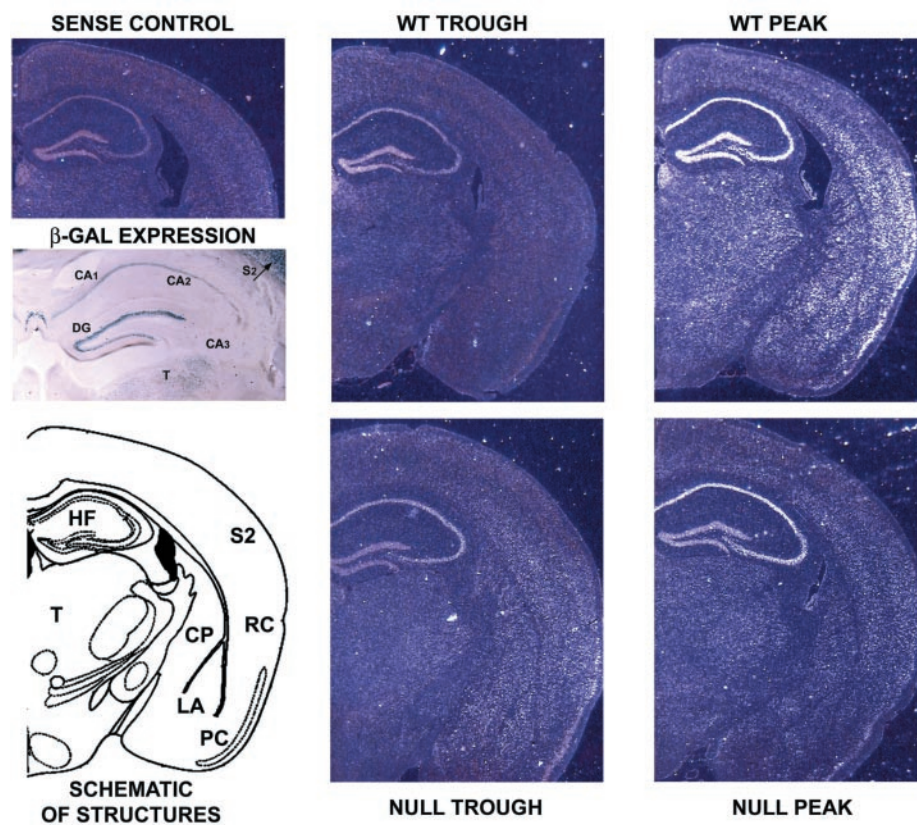 SENSE CONTROL
WT TROUGH
WT PEAK
β-GAL EXPRESSION
S2
CA1
CA2
DG
CA3
T
HF
S2
T
CP
RC
LA
PC
SCHEMATIC
OF STRUCTURES
NULL TROUGH
NULL PEAK